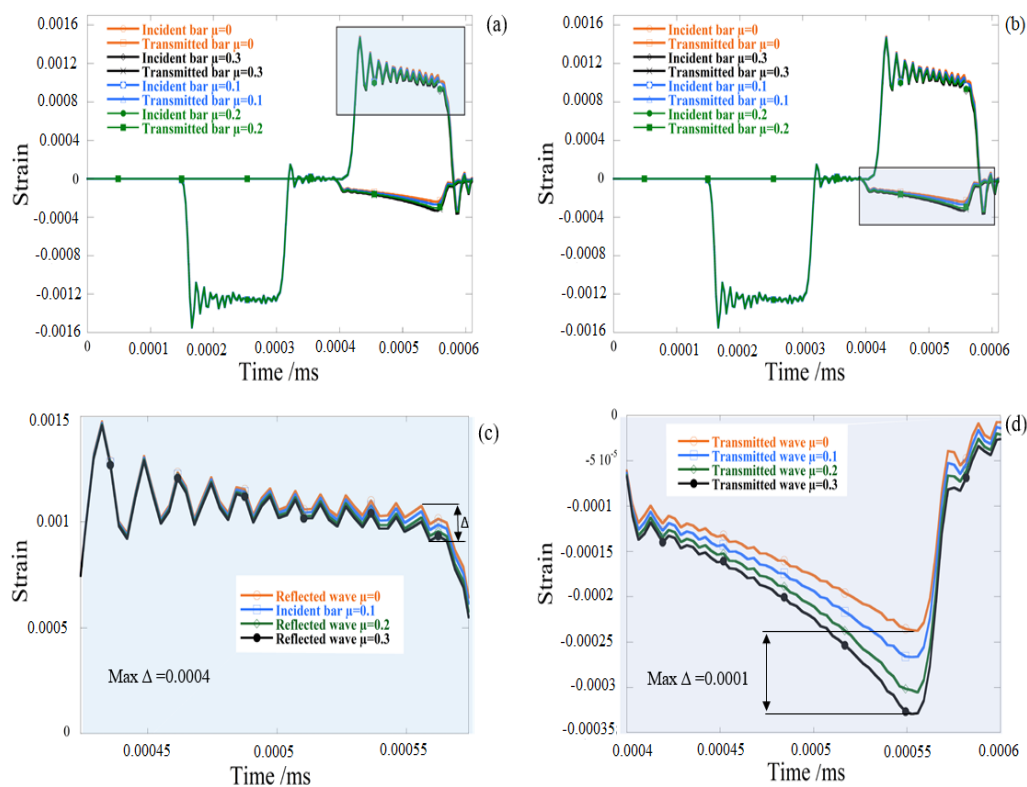 (a)
Incident bar μ=0
Transmitted bar μ=0
Incident bar μ=0.3
Transmitted bar μ=0.3
Incident bar μ=0.1
Transmitted bar μ=0.1
Incident bar μ=0.2
Transmitted bar μ=0.2
Strain
0.0016
0.0012
0.0008
0.0004
0
-0.0004
-0.0008
-0.0012
-0.0016
0 0.0001 0.0002 0.0003 0.0004 0.0005 0.0006
Time /ms
(b)
Incident bar μ=0
Transmitted bar μ=0
Incident bar μ=0.3
Transmitted bar μ=0.3
Incident bar μ=0.1
Transmitted bar μ=0.1
Incident bar μ=0.2
Transmitted bar μ=0.2
Strain
0.0016
0.0012
0.0008
0.0004
0
-0.0004
-0.0008
-0.0012
-0.0016
0 0.0001 0.0002 0.0003 0.0004 0.0005 0.0006
Time /ms
(c)
Strain
0.0015
0.001
0.0005
0
Δ
Reflected wave μ=0
Incident bar μ=0.1
Reflected wave μ=0.2
Reflected wave μ=0.3
Max Δ =0.0004
0.00045 0.0005 0.00055
Time /ms
(d)
Strain
0
-5 10⁻⁵
-0.0001
-0.00015
-0.0002
-0.00025
-0.0003
-0.00035
Transmitted wave μ=0
Transmitted wave μ=0.1
Transmitted wave μ=0.2
Transmitted wave μ=0.3
Max Δ =0.0001
0.0004 0.00045 0.0005 0.00055 0.0006
Time /ms